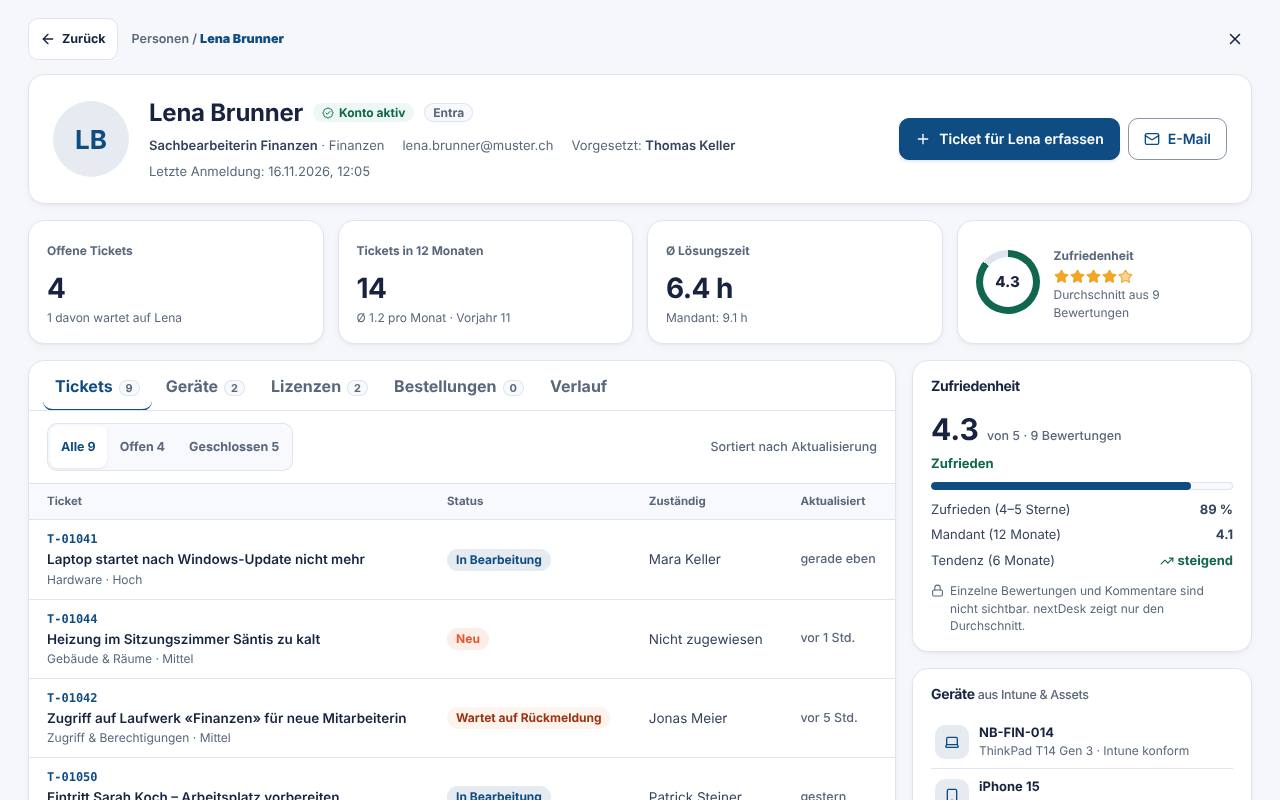 Zurück
Personen / Lena Brunner
LB
Lena Brunner
Konto aktiv
Entra
Sachbearbeiterin Finanzen · Finanzen lena.brunner@muster.ch Vorgesetzt: Thomas Keller
Letzte Anmeldung: 16.11.2026, 12:05
Ticket für Lena erfassen
E-Mail
Offene Tickets
4
1 davon wartet auf Lena
Tickets in 12 Monaten
14
Ø 1.2 pro Monat · Vorjahr 11
Ø Lösungszeit
6.4 h
Mandant: 9.1 h
4.3
Zufriedenheit
Durchschnitt aus 9
Bewertungen
Tickets 9
Geräte 2
Lizenzen 2
Bestellungen 0
Verlauf
Alle 9
Offen 4
Geschlossen 5
Sortiert nach Aktualisierung
Ticket Status Zuständig Aktualisiert
T-01041
Laptop startet nach Windows-Update nicht mehr
Hardware · Hoch
In Bearbeitung
Mara Keller
gerade eben
T-01044
Heizung im Sitzungszimmer Säntis zu kalt
Gebäude & Räume · Mittel
Neu
Nicht zugewiesen
vor 1 Std.
T-01042
Zugriff auf Laufwerk «Finanzen» für neue Mitarbeiterin
Zugriff & Berechtigungen · Mittel
Wartet auf Rückmeldung
Jonas Meier
vor 5 Std.
T-01050
Eintritt Sarah Koch – Arbeitsplatz vorbereiten
In Bearbeitung
Patrick Steiner
gestern
Zufriedenheit
4.3 von 5 · 9 Bewertungen
Zufrieden
Zufrieden (4–5 Sterne) 89 %
Mandant (12 Monate) 4.1
Tendenz (6 Monate) steigend
Einzelne Bewertungen und Kommentare sind
nicht sichtbar. nextDesk zeigt nur den
Durchschnitt.
Geräte aus Intune & Assets
NB-FIN-014
ThinkPad T14 Gen 3 · Intune konform
iPhone 15